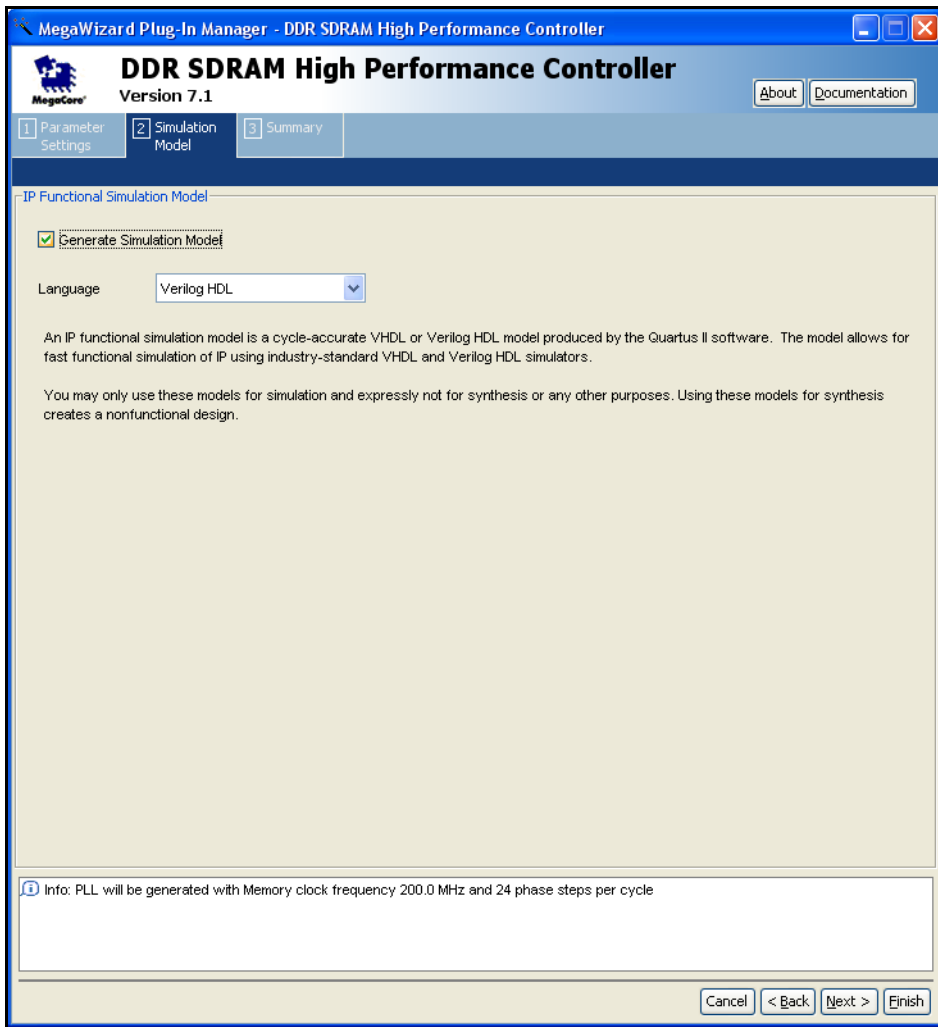 MegaWizard Plug-In Manager - DDR SDRAM High Performance Controller
DDR SDRAM High Performance Controller
MegaCore'
Version 7.1
About
Documentation
1 Parameter Settings
2 Simulation Model
3 Summary
IP Functional Simulation Model
Generate Simulation Model
Language
Verilog HDL
An IP functional simulation model is a cycle-accurate VHDL or Verilog HDL model produced by the Quartus II software. The model allows for
fast functional simulation of IP using industry-standard VHDL and Verilog HDL simulators.
You may only use these models for simulation and expressly not for synthesis or any other purposes. Using these models for synthesis
creates a nonfunctional design.
Info: PLL will be generated with Memory clock frequency 200.0 MHz and 24 phase steps per cycle
Cancel
< Back
Next >
Finish